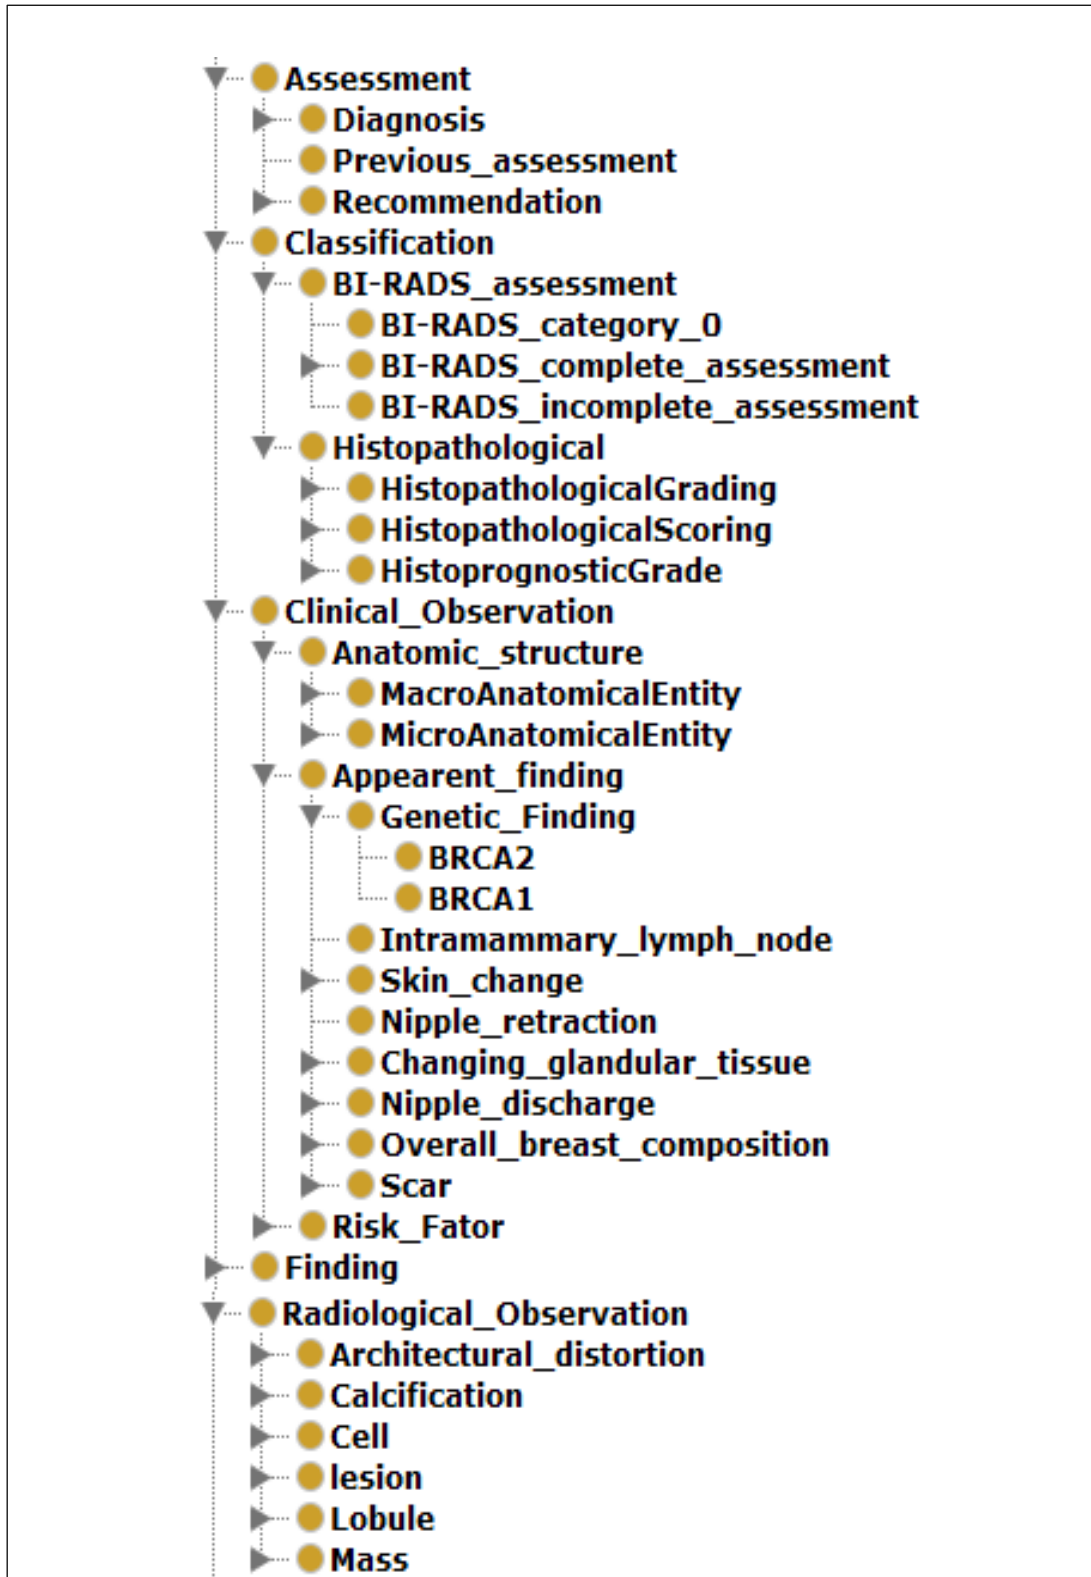 Assessment
Diagnosis
Previous_assessment
Recommendation
Classification
BI-RADS_assessment
BI-RADS_category_0
BI-RADS_complete_assessment
BI-RADS_incomplete_assessment
Histopathological
HistopathologicalGrading
HistopathologicalScoring
HistoprognosticGrade
Clinical_Observation
Anatomic_structure
MacroAnatomicalEntity
MicroAnatomicalEntity
Appearent_finding
Genetic_Finding
BRCA2
BRCA1
Intramammary_lymph_node
Skin_change
Nipple_retraction
Changing_glandular_tissue
Nipple_discharge
Overall_breast_composition
Scar
Risk_Fator
Finding
Radiological_Observation
Architectural_distortion
Calcification
Cell
lesion
Lobule
Mass